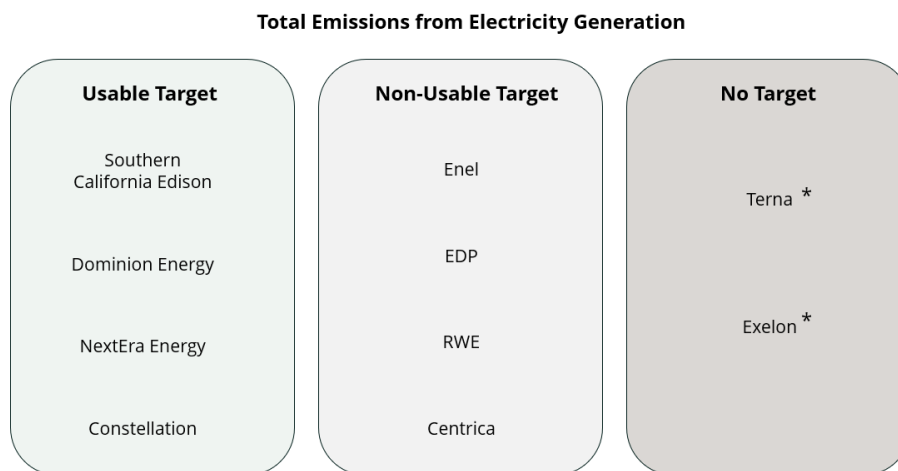 Total Emissions from Electricity Generation
Usable Target
Southern
California Edison
Dominion Energy
NextEra Energy
Constellation
Non-Usable Target
Enel
EDP
RWE
Centrica
No Target
Terna *
Exelon *